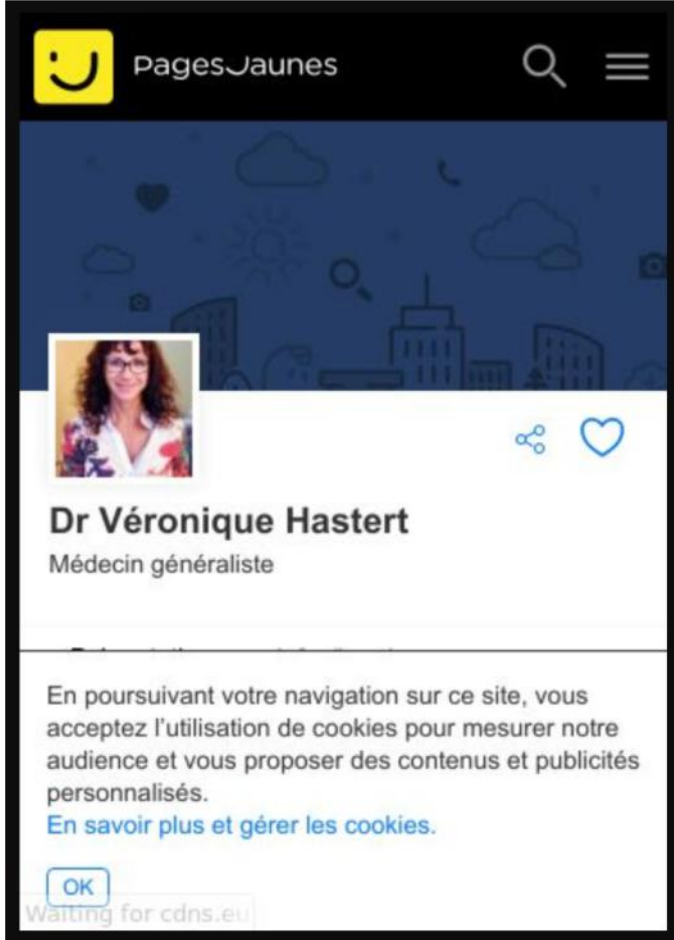 PagesJaunes
Dr Véronique Hastert
Médecin généraliste
En poursuivant votre navigation sur ce site, vous
acceptez l’utilisation de cookies pour mesurer notre
audience et vous proposer des contenus et publicités
personnalisés.
En savoir plus et gérer les cookies.
OK
Waiting for cdns.eu